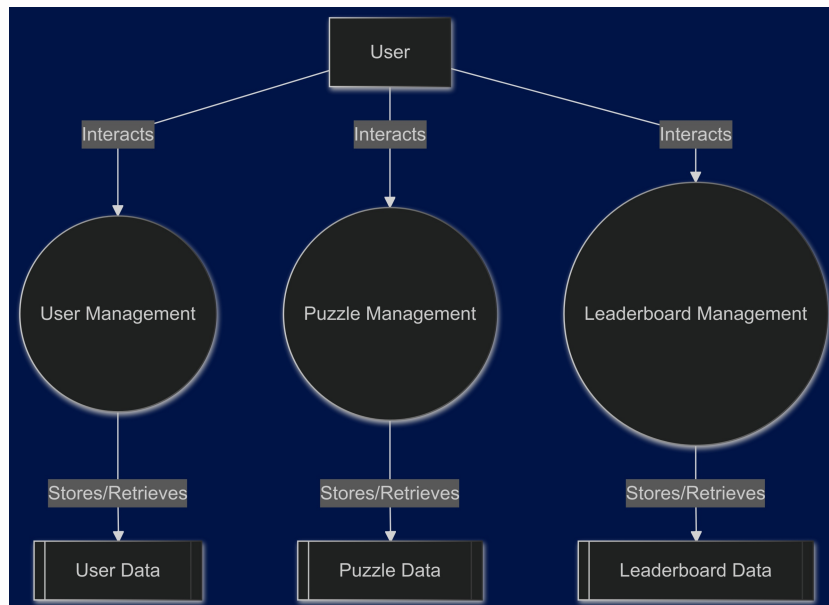 User
Interacts
Interacts
Interacts
User Management
Puzzle Management
Leaderboard Management
Stores/Retrieves
Stores/Retrieves
Stores/Retrieves
User Data
Puzzle Data
Leaderboard Data